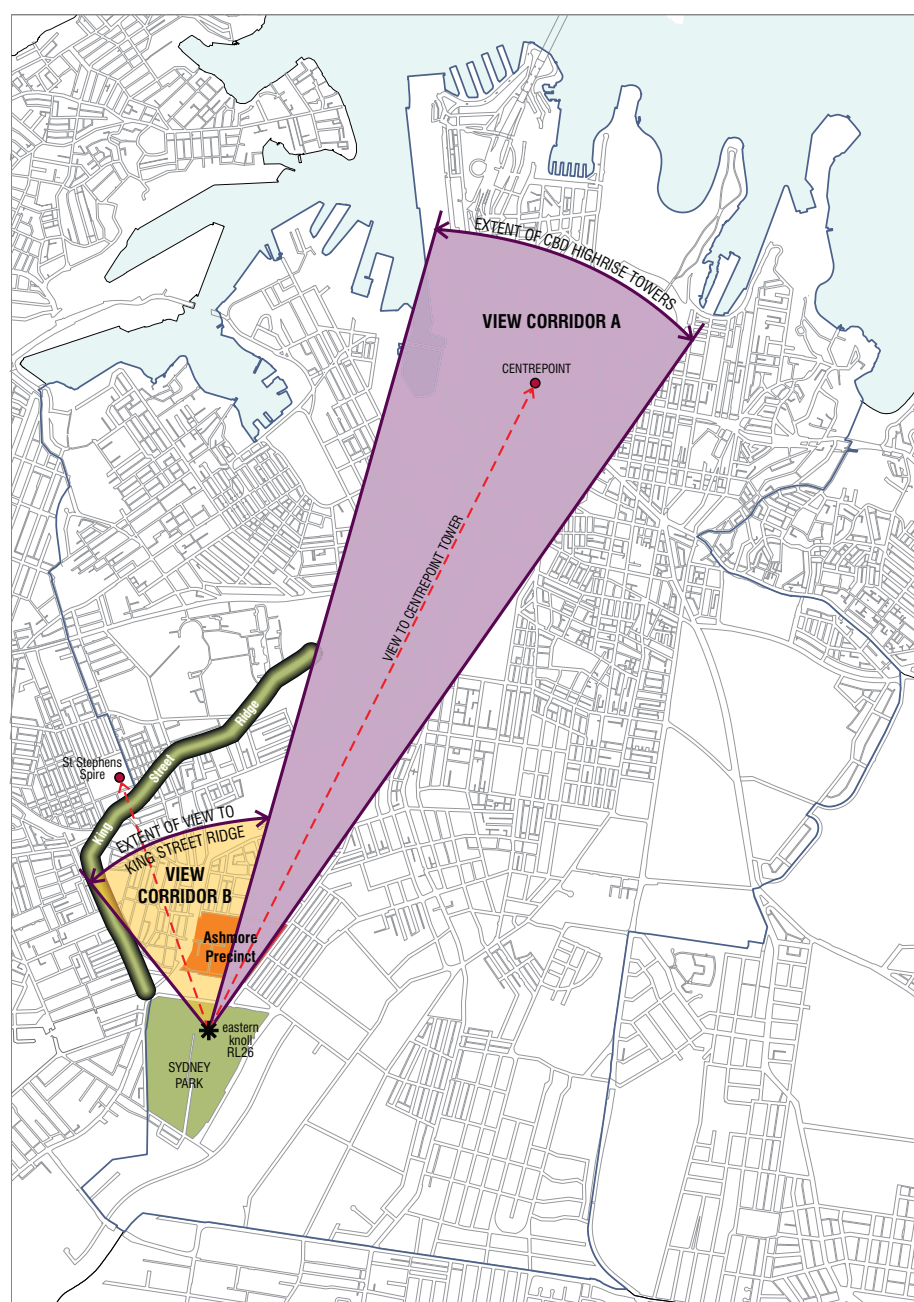 EXTENT OF CBD HIGHRISE TOWERS
VIEW CORRIDOR A
CENTREPOINT
VIEW TO CENTREPOINT TOWER
King Street Ridge
St Stephens
Spire
EXTENT OF VIEW TO
KING STREET RIDGE
VIEW
CORRIDOR B
Ashmore
Precinct
eastern
knoll
RL26
SYDNEY
PARK